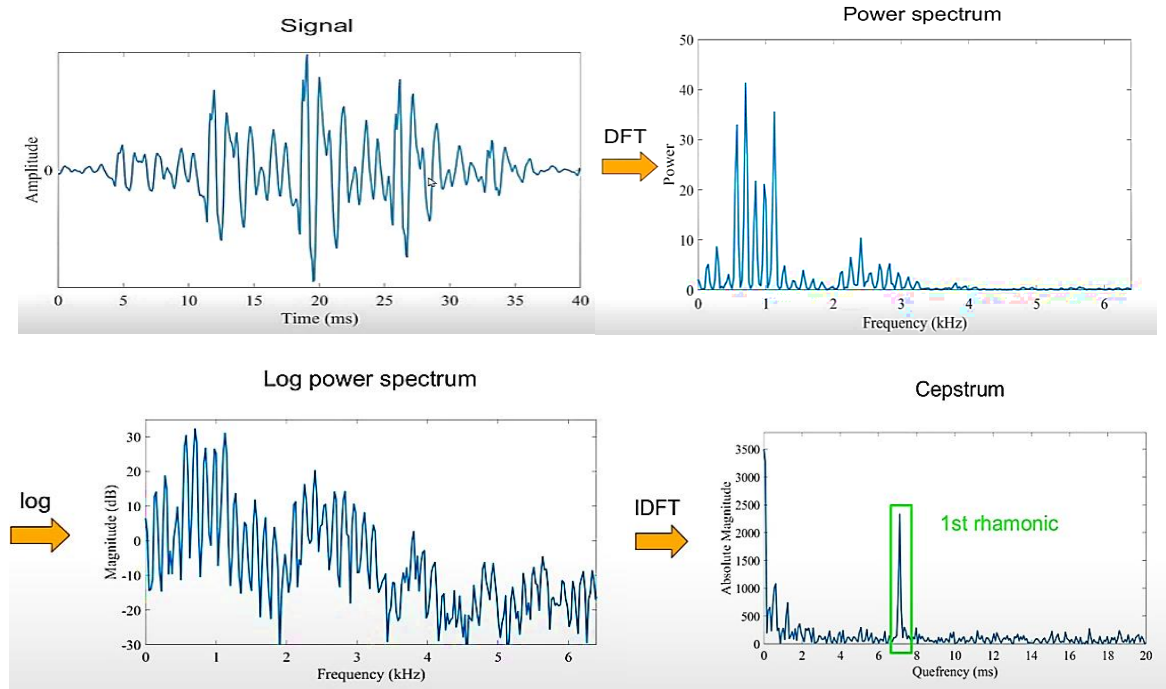 Signal
Amplitude
0
0 5 10 15 20 25 30 35 40
Time (ms)
DFT
Power spectrum
Power
50
40
30
20
10
0
0 1 2 3 4 5 6
Frequency (kHz)
log
Log power spectrum
Magnitude (dB)
30
20
10
0
-10
-20
-30
0 1 2 3 4 5 6
Frequency (kHz)
IDFT
Cepstrum
Absolute Magnitude
3500
3000
2500
2000
1500
1000
500
0
1st rhamonic
0 2 4 6 8 10 12 14 16 18 20
Quefrency (ms)